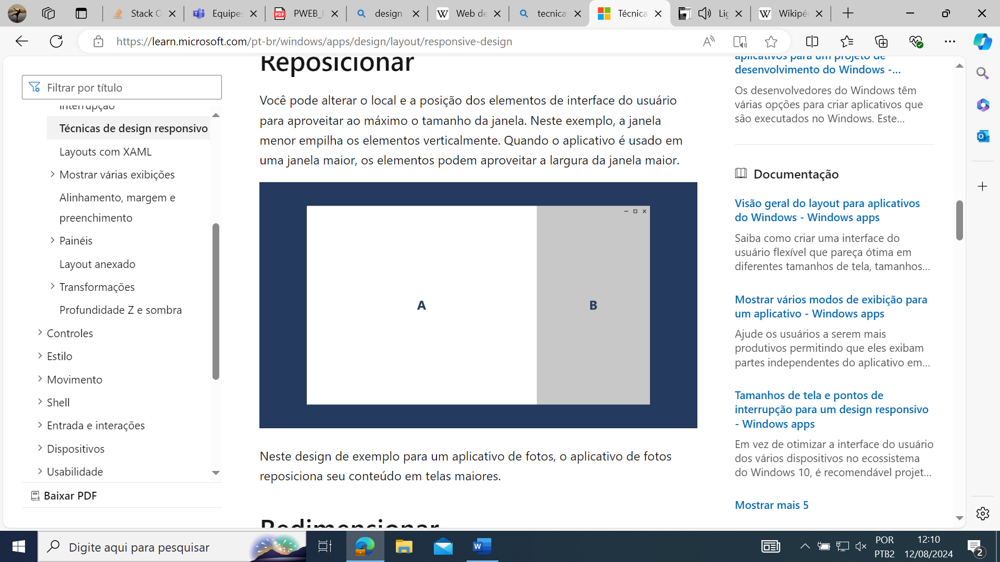 Stack O
Equipes
PWEB_
design
Web de
tecnica
Técnica
Lig
Wikipé
https://learn.microsoft.com/pt-br/windows/apps/design/layout/responsive-design
Filtrar por título
interrupção
Técnicas de design responsivo
Layouts com XAML
Mostrar várias exibições
Alinhamento, margem e
preenchimento
Painéis
Layout anexado
Transformações
Profundidade Z e sombra
Controles
Estilo
Movimento
Shell
Entrada e interações
Dispositivos
Usabilidade
Baixar PDF
Reposicionar
Você pode alterar o local e a posição dos elementos de interface do usuário
para aproveitar ao máximo o tamanho da janela. Neste exemplo, a janela
menor empilha os elementos verticalmente. Quando o aplicativo é usado em
uma janela maior, os elementos podem aproveitar a largura da janela maior.
A
B
Neste design de exemplo para um aplicativo de fotos, o aplicativo de fotos
reposiciona seu conteúdo em telas maiores.
Redimensionar
aplicativos para um projeto de
desenvolvimento do Windows -...
Os desenvolvedores do Windows têm
várias opções para criar aplicativos que
são executados no Windows. Este...
Documentação
Visão geral do layout para aplicativos
do Windows - Windows apps
Saiba como criar uma interface do
usuário flexível que pareça ótima em
diferentes tamanhos de tela, tamanhos...
Mostrar vários modos de exibição para
um aplicativo - Windows apps
Ajude os usuários a serem mais
produtivos permitindo que eles exibam
partes independentes do aplicativo em...
Tamanhos de tela e pontos de
interrupção para um design responsivo
- Windows apps
Em vez de otimizar a interface do usuário
dos vários dispositivos no ecossistema
do Windows 10, é recomendável projet...
Mostrar mais 5
Digite aqui para pesquisar
POR
PTB2
12:10
12/08/2024
2